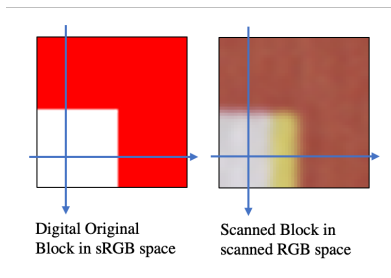 Digital Original
Block in sRGB space
Scanned Block in
scanned RGB space